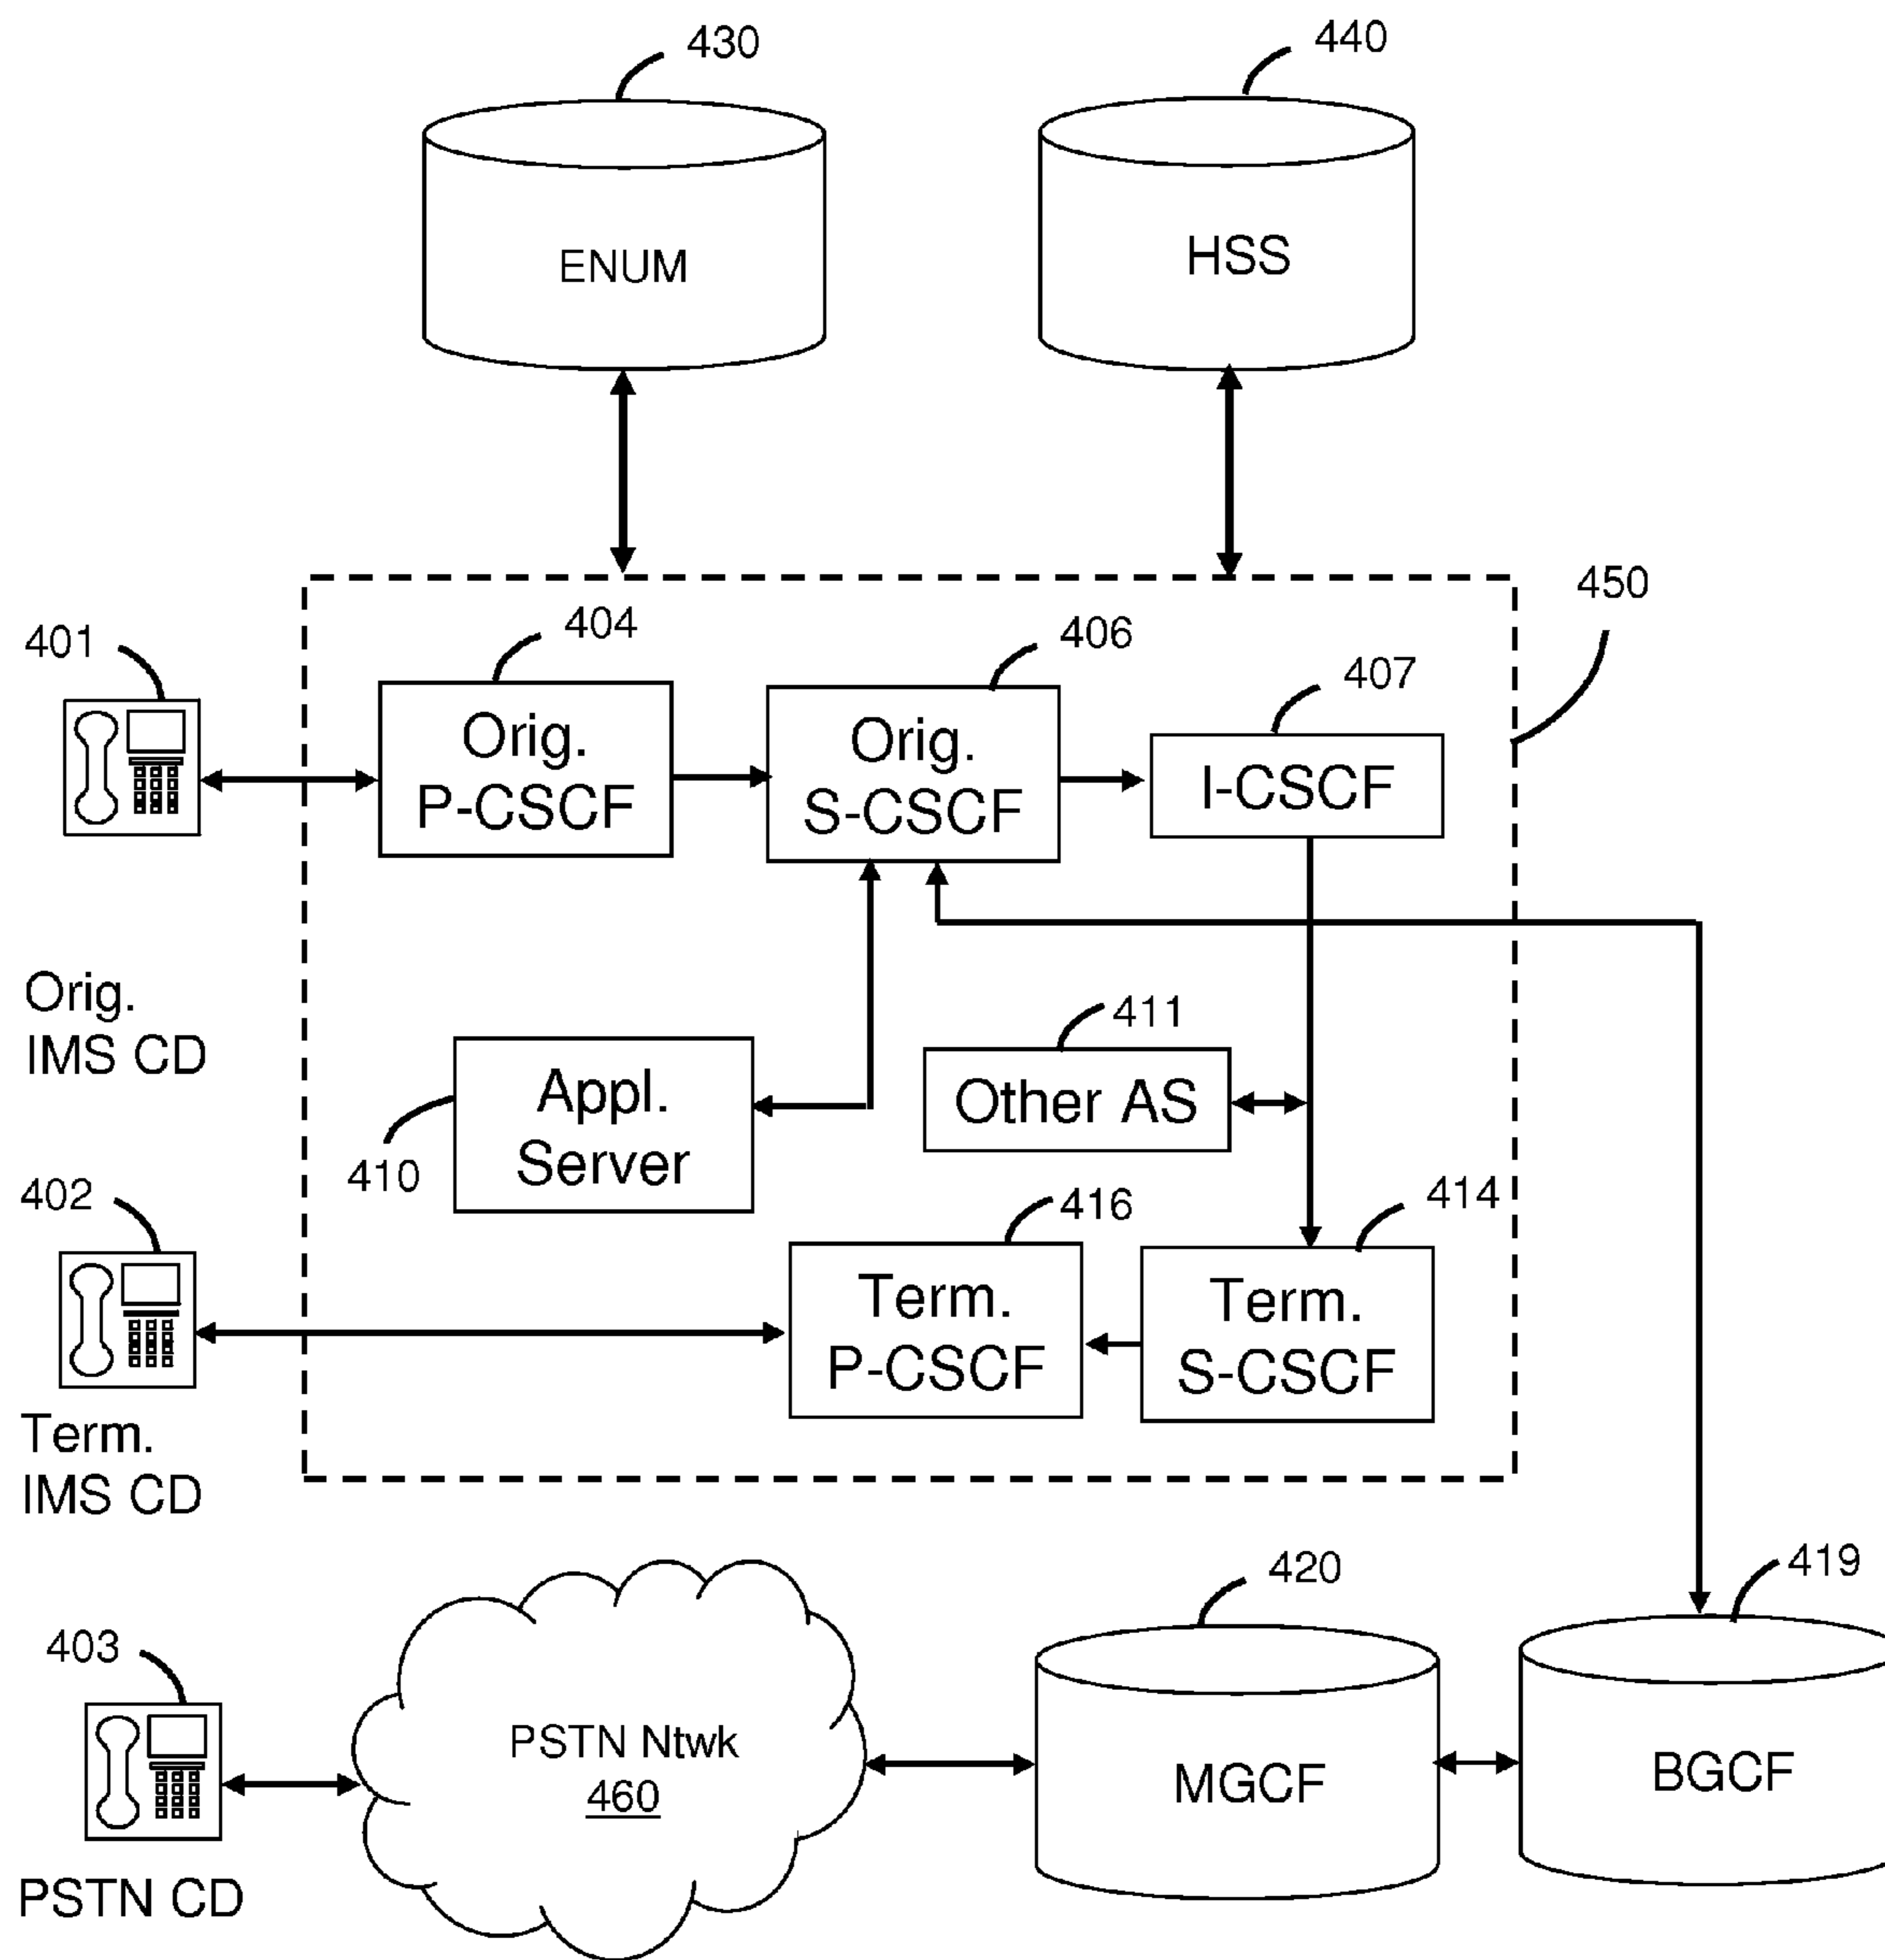 430
440
ENUM
HSS
450
401
404
406
407
Orig.
P-CSCF
Orig.
S-CSCF
I-CSCF
Orig.
IMS CD
411
Other AS
Appl.
Server
410
402
416
414
Term.
P-CSCF
Term.
S-CSCF
Term.
IMS CD
420
419
403
PSTN Ntwk
460
MGCF
BGCF
PSTN CD